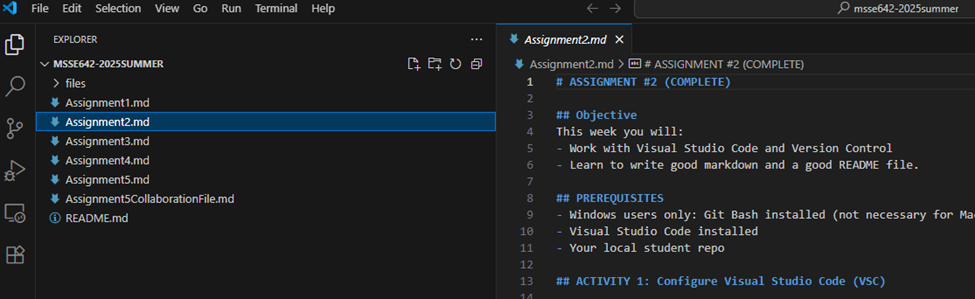 File Edit Selection View Go Run Terminal Help
msse642-2025summer
EXPLORER
MSSE642-2025SUMMER
files
Assignment1.md
Assignment2.md
Assignment3.md
Assignment4.md
Assignment5.md
Assignment5CollaborationFile.md
README.md
Assignment2.md
Assignment2.md > # ASSIGNMENT #2 (COMPLETE)
1 # ASSIGNMENT #2 (COMPLETE)
2
3 ## Objective
4 This week you will:
5 - Work with Visual Studio Code and Version Control
6 - Learn to write good markdown and a good README file.
7
8 ## PREREQUISITES
9 - Windows users only: Git Bash installed (not necessary for Ma
10 - Visual Studio Code installed
11 - Your local student repo
12
13 ## ACTIVITY 1: Configure Visual Studio Code (VSC)